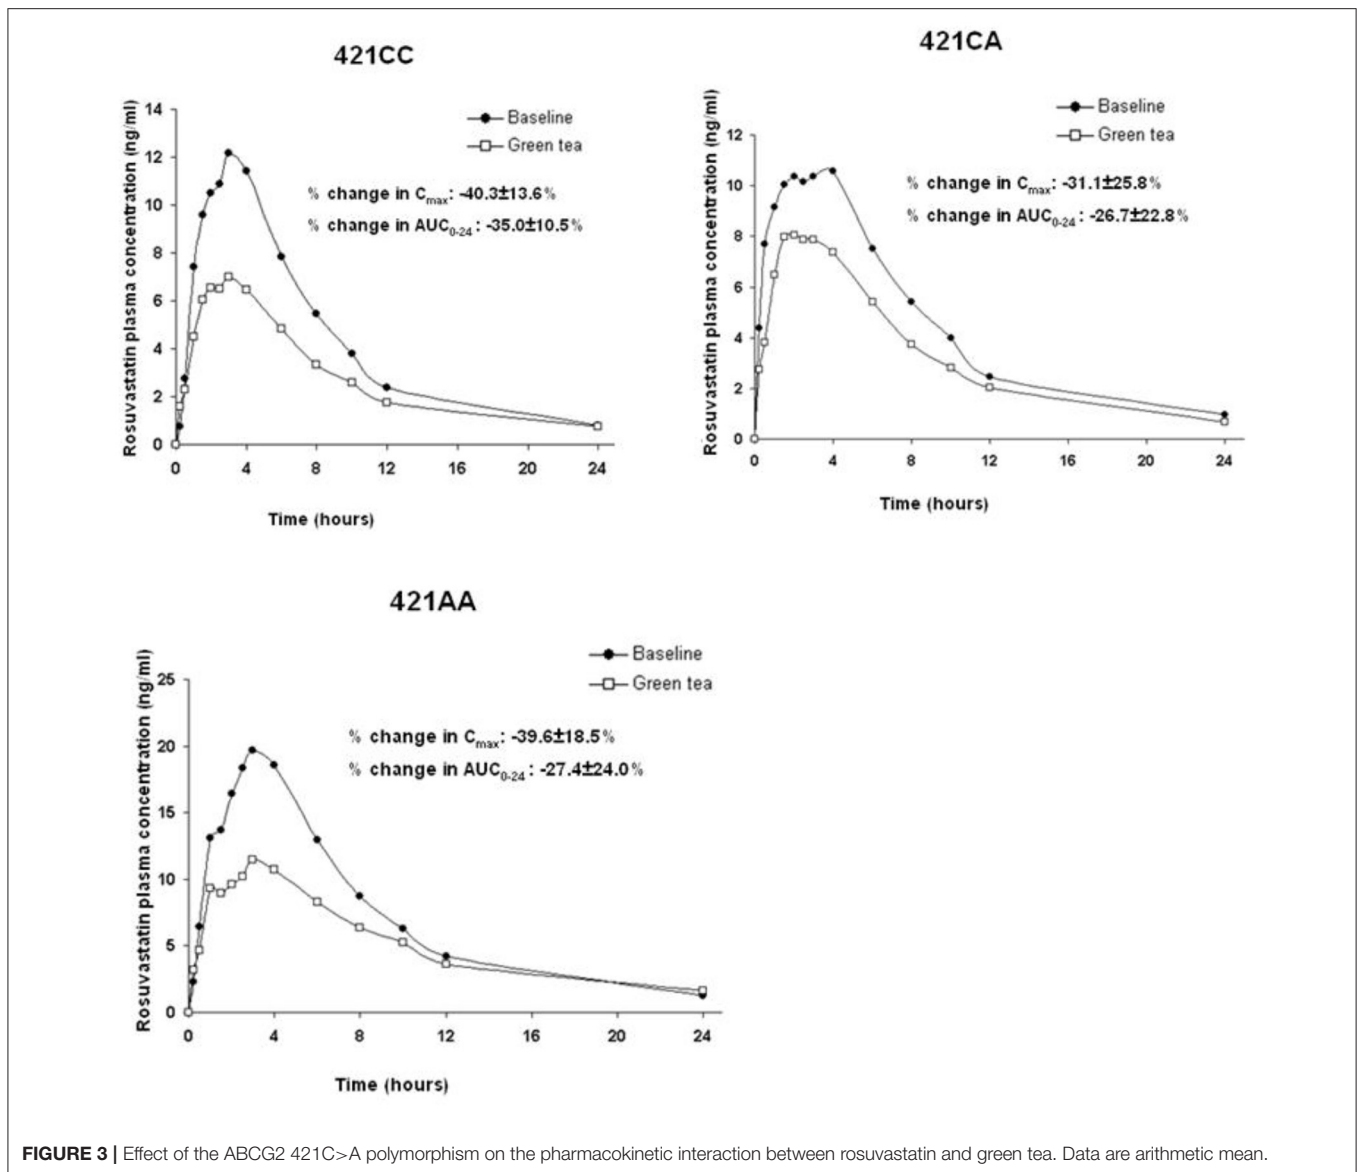 421CC
Rosuvastatin plasma concentration (ng/ml)
14
12
10
8
6
4
2
0
Baseline
Green tea
% change in Cmax: -40.3±13.6%
% change in AUC0-24 : -35.0±10.5%
0 4 8 12 16 20 24
Time (hours)
421CA
Rosuvastatin plasma concentration (ng/ml)
12
10
8
6
4
2
0
Baseline
Green tea
% change in Cmax: -31.1±25.8%
% change in AUC0-24 : -26.7±22.8%
0 4 8 12 16 20 24
Time (hours)
421AA
Rosuvastatin plasma concentration (ng/ml)
25
20
15
10
5
0
Baseline
Green tea
% change in Cmax: -39.6±18.5%
% change in AUC0-24 : -27.4±24.0%
0 4 8 12 16 20 24
Time (hours)
FIGURE 3 | Effect of the ABCG2 421C>A polymorphism on the pharmacokinetic interaction between rosuvastatin and green tea. Data are arithmetic mean.